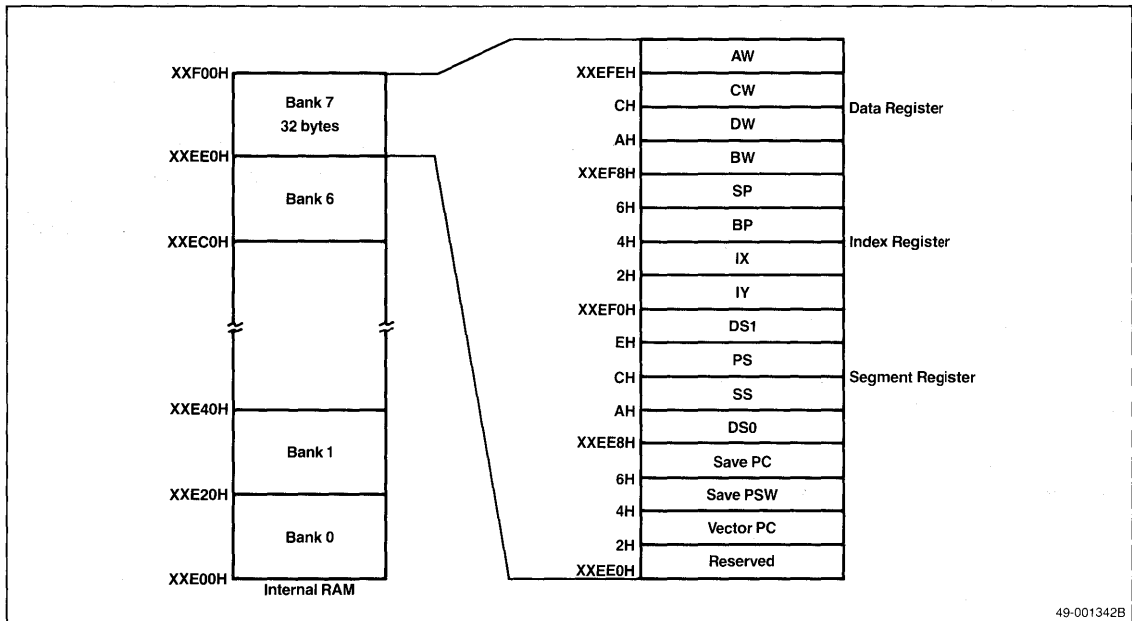 XXF00H
Bank 7
32 bytes
XXEE0H
Bank 6
XXEC0H
XXE40H
Bank 1
XXE20H
Bank 0
XXE00H
Internal RAM
AW
XXEFEH
CW
CH
Data Register
DW
AH
BW
XXEF8H
SP
6H
BP
4H
Index Register
IX
2H
IY
XXEF0H
DS1
EH
PS
CH
Segment Register
SS
AH
DS0
XXEE8H
Save PC
6H
Save PSW
4H
Vector PC
2H
Reserved
XXEE0H
49-001342B